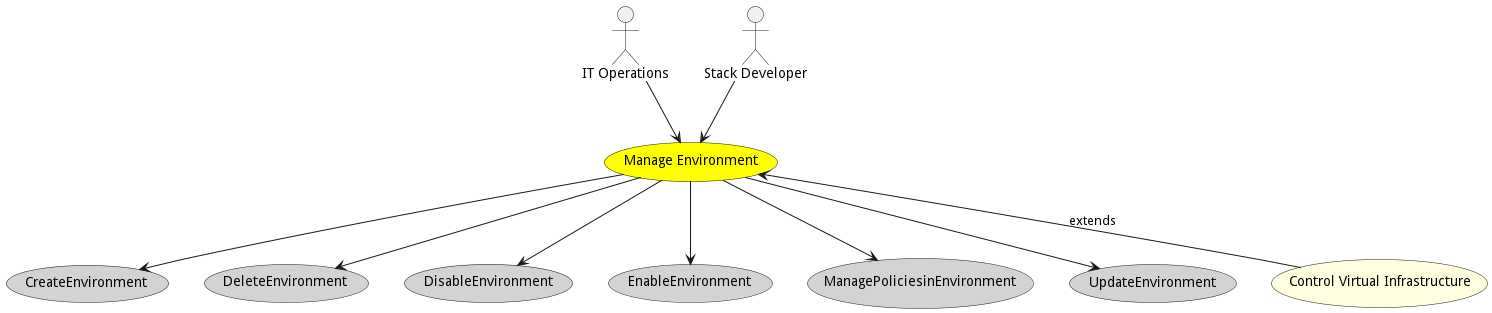 IT Operations
Stack Developer
Manage Environment
extends
CreateEnvironment
DeleteEnvironment
DisableEnvironment
EnableEnvironment
ManagePoliciesinEnvironment
UpdateEnvironment
Control Virtual Infrastructure